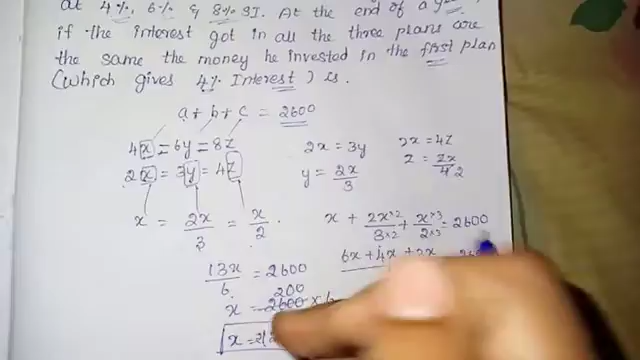 at 4%, 6% & 8% SI. At the end of a
if the interest got in all the three plans are
the same the money he invested in the first plan
(which gives 4% Interest) is.
a + b + c = 2600
4x = 6y = 8z
2x = 3y = 4z
2x = 3y
y = 2x/3
2x = 4z
z = 2x/4 2
x = 2x/3 = x/2
x + 2x×2/3×2 + x×3/2×3 = 2600
6x + 4x + 3x
13x/6 = 2600
200
x = 2600 × 6